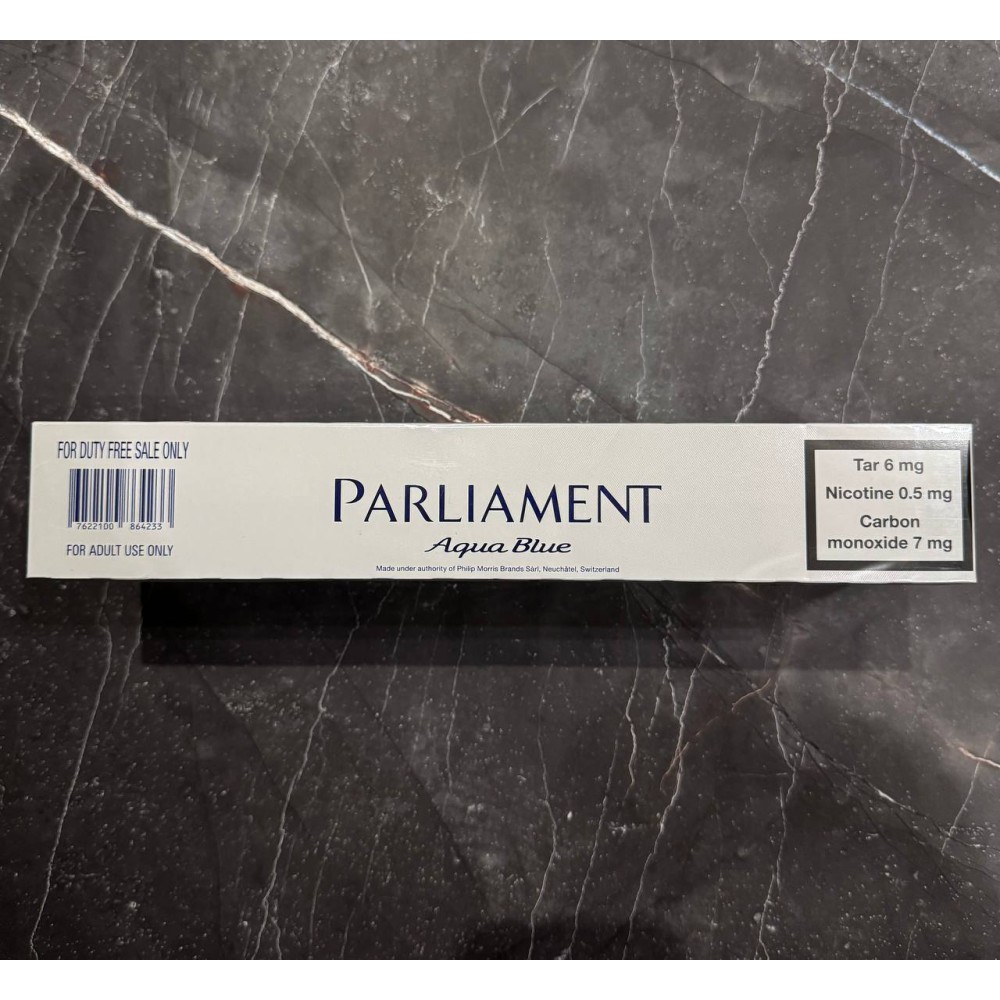 FOR DUTY FREE SALE ONLY
7622100 864233
FOR ADULT USE ONLY
PARLIAMENT
Aqua Blue
Made under authority of Philip Morris Brands Sàrl, Neuchâtel, Switzerland
Tar 6 mg
Nicotine 0.5 mg
Carbon
monoxide 7 mg